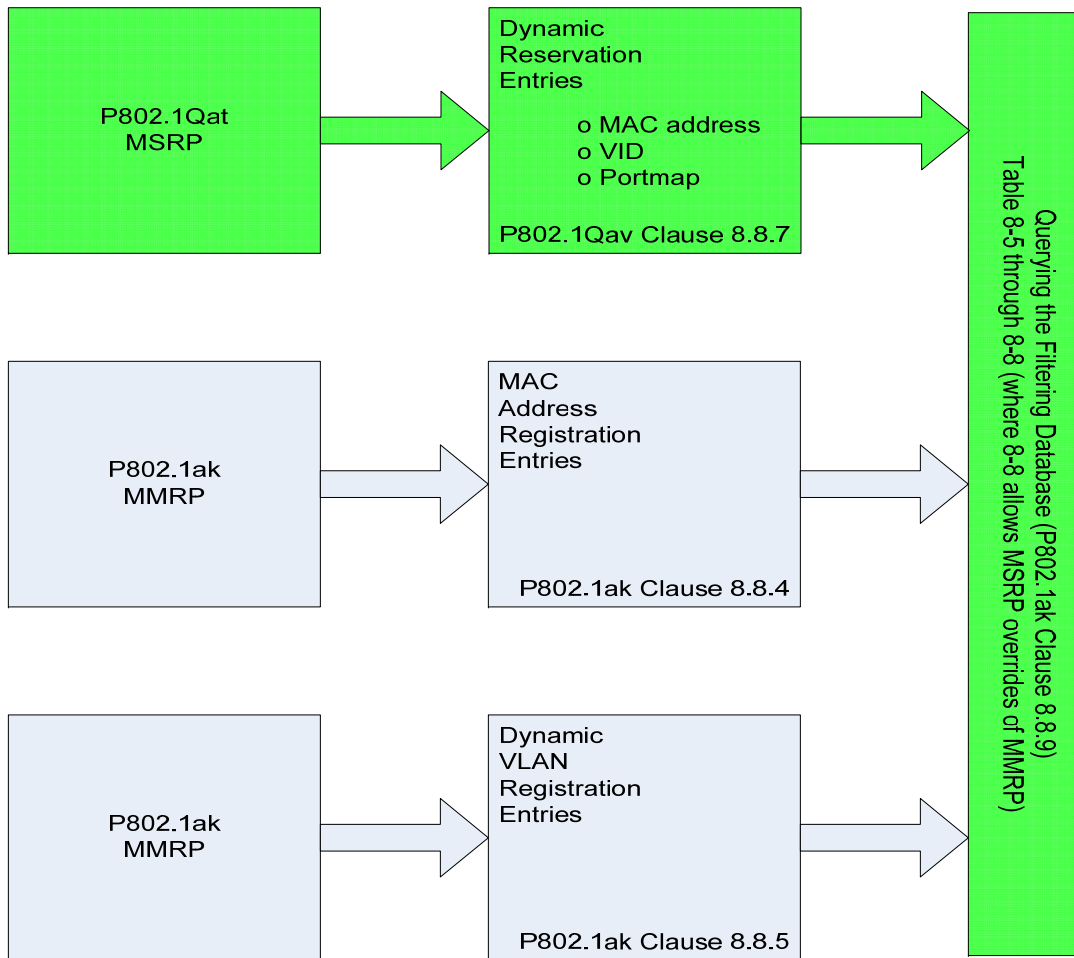 P802.1Qat
MSRP
Dynamic
Reservation
Entries
o MAC address
o VID
o Portmap
P802.1Qav Clause 8.8.7
P802.1ak
MMRP
MAC
Address
Registration
Entries
P802.1ak Clause 8.8.4
P802.1ak
MMRP
Dynamic
VLAN
Registration
Entries
P802.1ak Clause 8.8.5
Querying the Filtering Database (P802.1ak Clause 8.8.9)
Table 8-5 through 8-8 (where 8-8 allows MSRP overrides of MMRP)